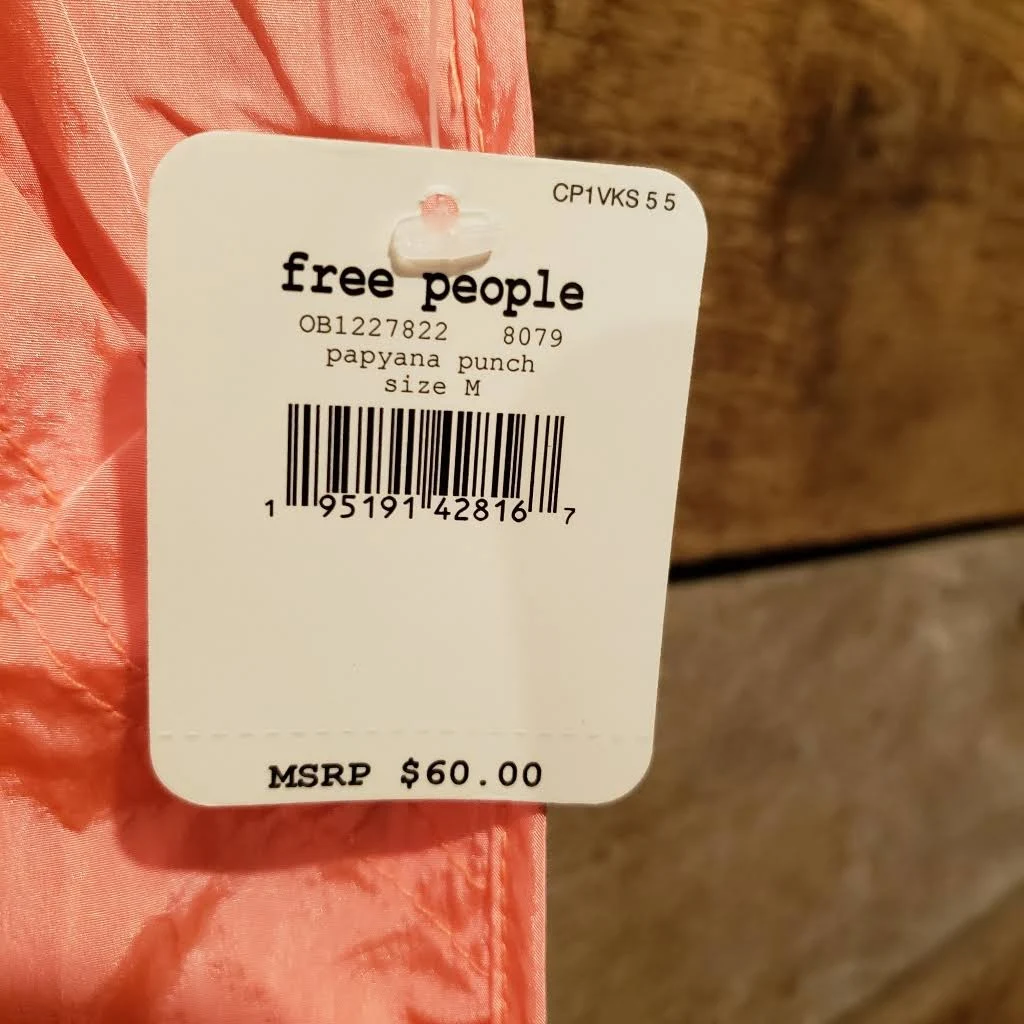 CP1VKS 5 5
free people
OB1227822 8079
papyana punch
size M
1 95191 42816 7
MSRP $60.00